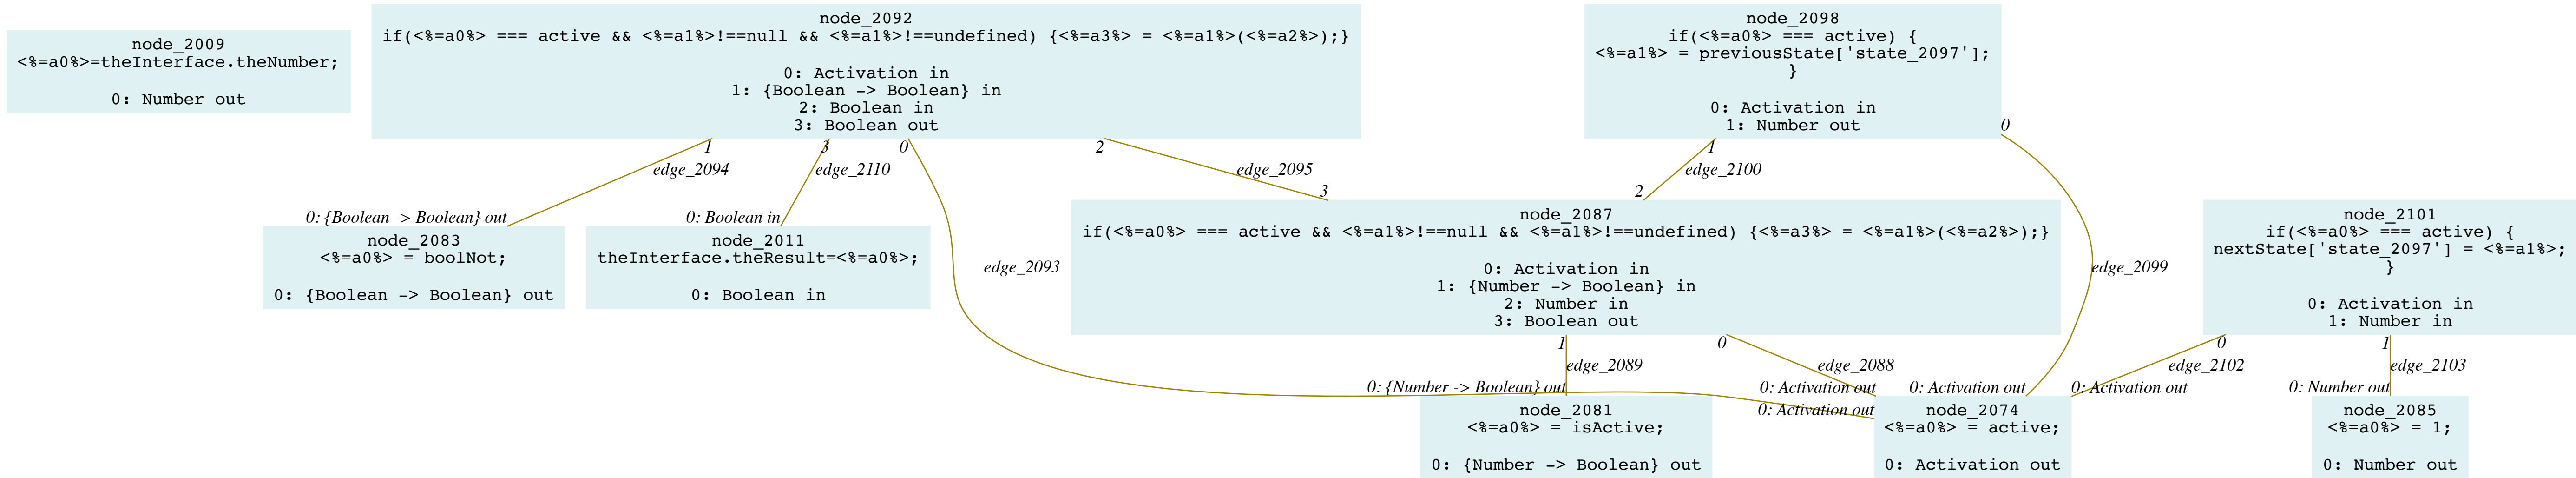 node_2009
<%=a0%>=theInterface.theNumber;
0: Number out
node_2092
if(<%=a0%> === active && <%=a1%>!==null && <%=a1%>!==undefined) {<%=a3%> = <%=a1%>(<%=a2%>);}
0: Activation in
1: {Boolean -> Boolean} in
2: Boolean in
3: Boolean out
node_2098
if(<%=a0%> === active) {
<%=a1%> = previousState['state_2097'];
}
0: Activation in
1: Number out
0
1
3
0
2
1
edge_2094
edge_2110
edge_2095
edge_2100
3
2
0: {Boolean -> Boolean} out
0: Boolean in
node_2083
<%=a0%> = boolNot;
0: {Boolean -> Boolean} out
node_2011
theInterface.theResult=<%=a0%>;
0: Boolean in
edge_2093
node_2087
if(<%=a0%> === active && <%=a1%>!==null && <%=a1%>!==undefined) {<%=a3%> = <%=a1%>(<%=a2%>);}
0: Activation in
1: {Number -> Boolean} in
2: Number in
3: Boolean out
edge_2099
node_2101
if(<%=a0%> === active) {
nextState['state_2097'] = <%=a1%>;
}
0: Activation in
1: Number in
1
0
0
1
edge_2089
edge_2088
edge_2102
edge_2103
0: {Number -> Boolean} out
0: Activation out
0: Activation out
0: Activation out
0: Number out
0: Activation out
node_2081
<%=a0%> = isActive;
0: {Number -> Boolean} out
node_2074
<%=a0%> = active;
0: Activation out
node_2085
<%=a0%> = 1;
0: Number out